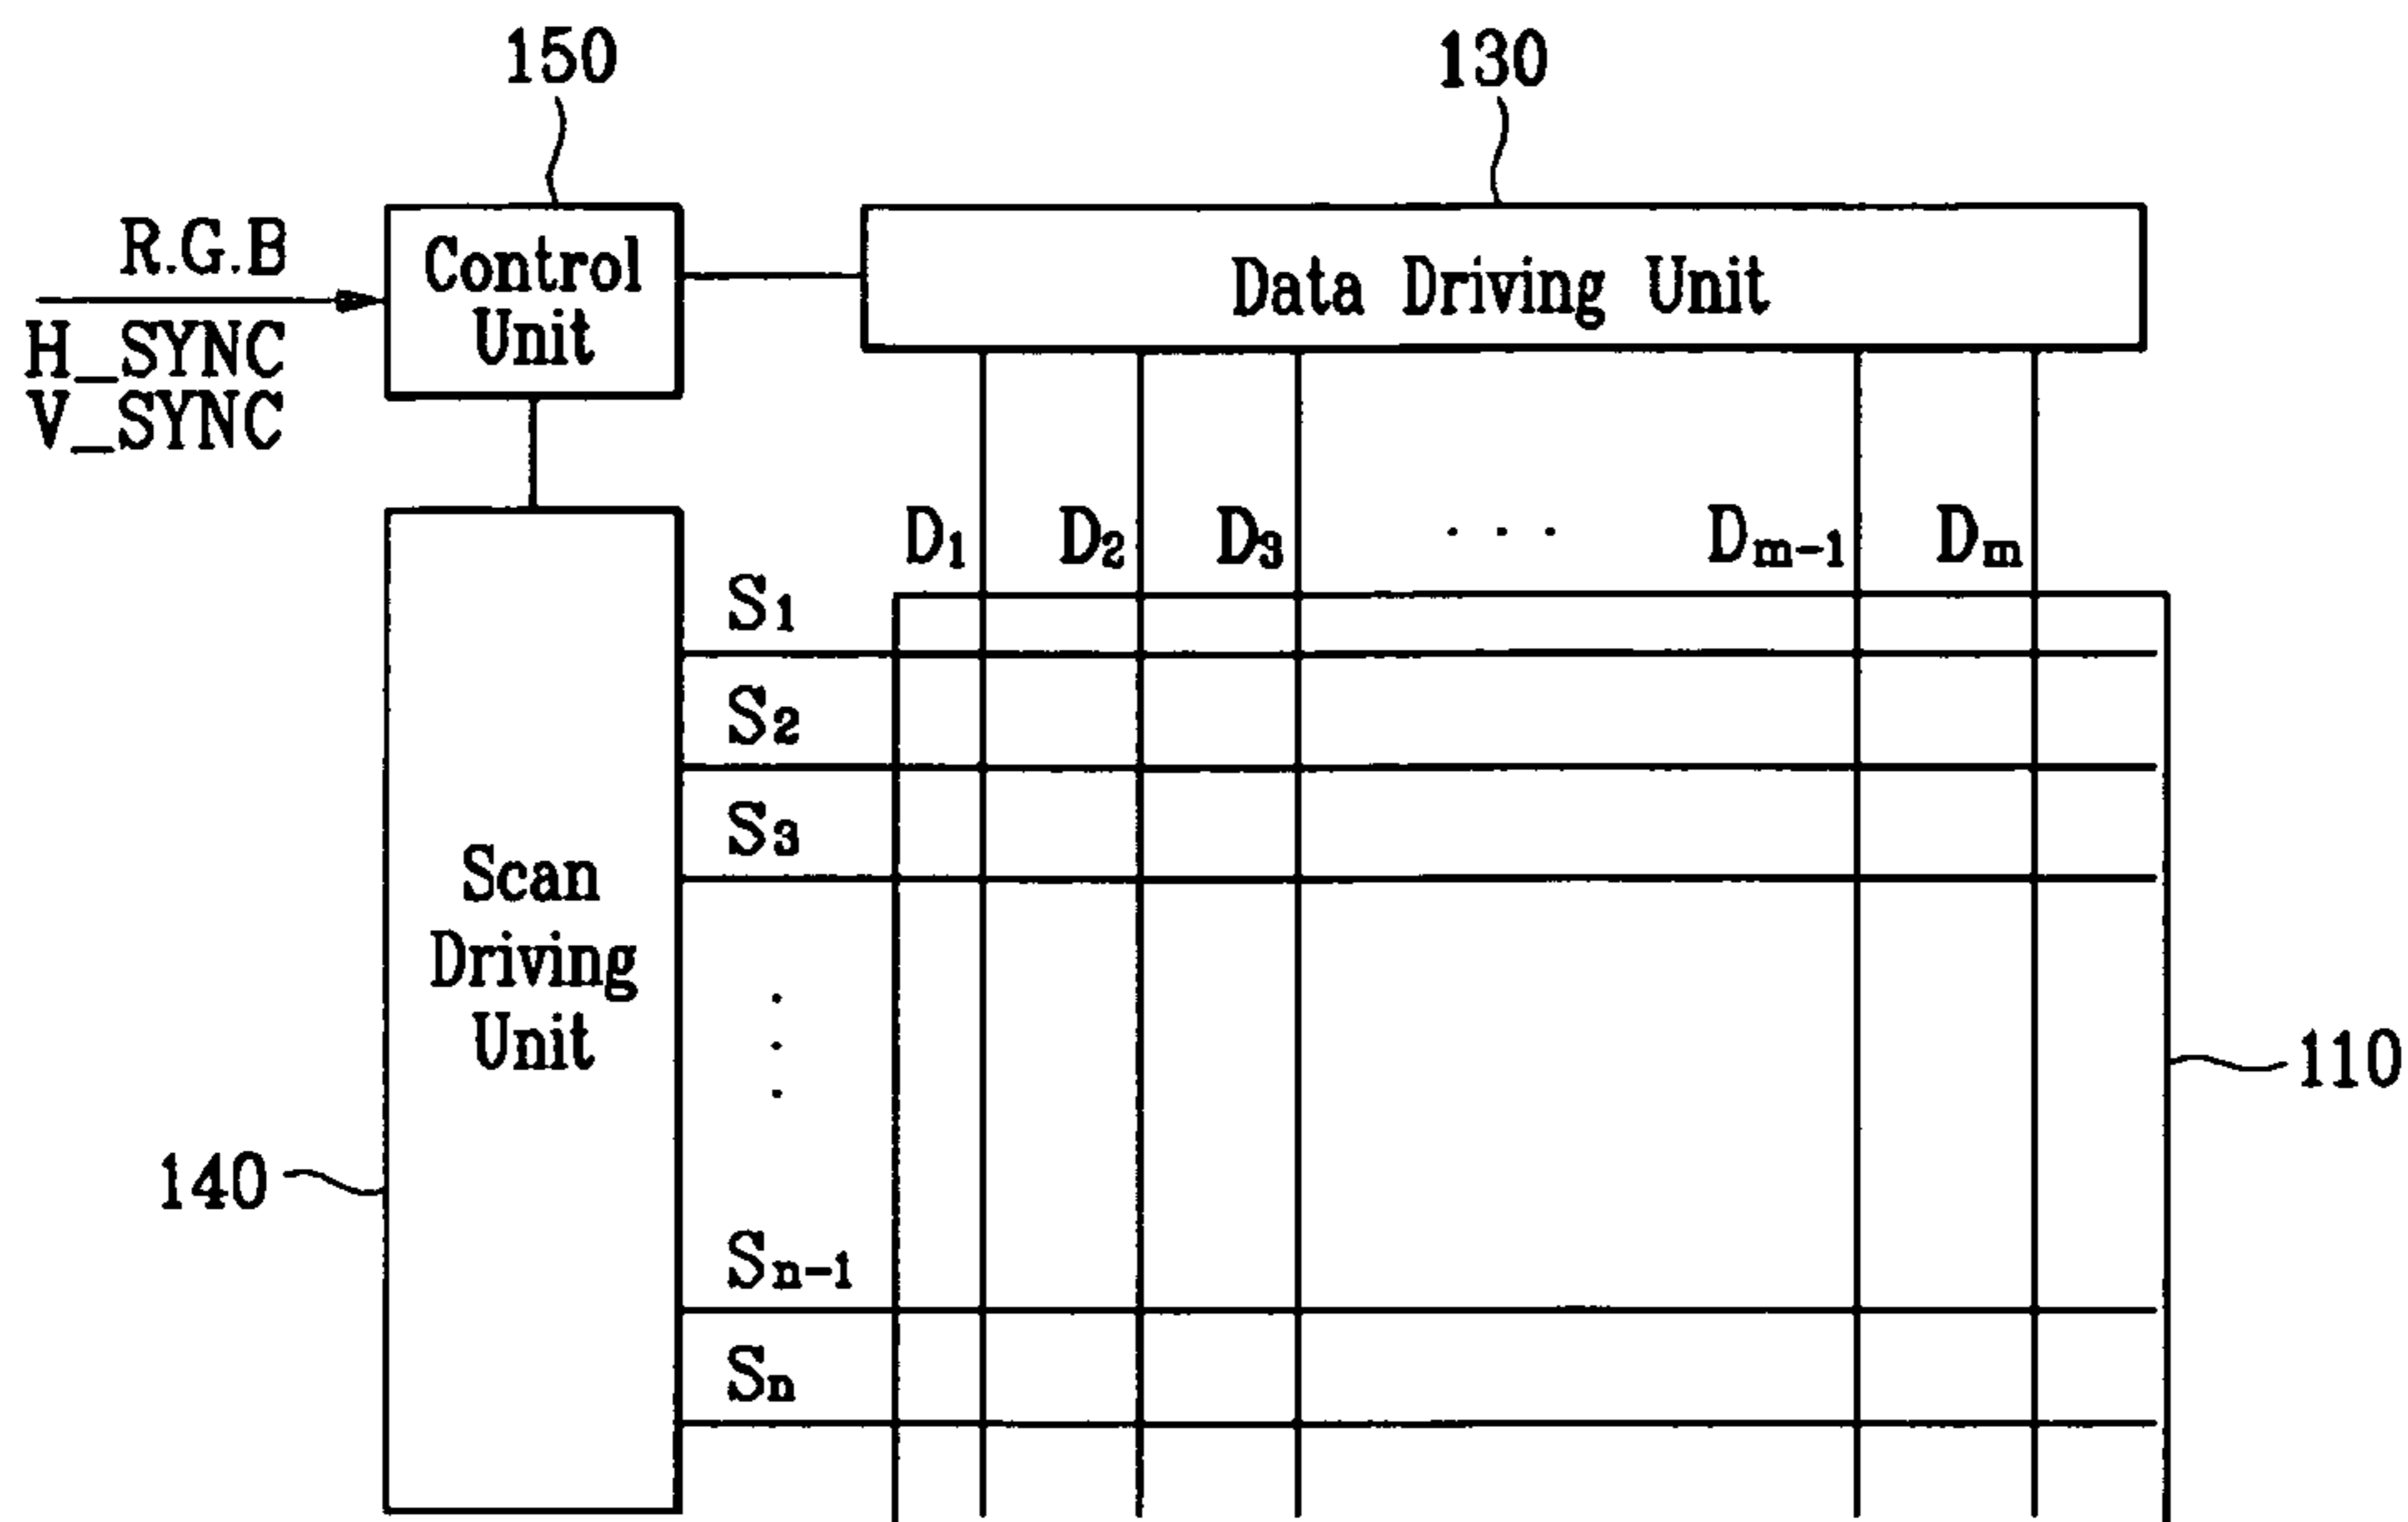 150
130
R.G.B
H_SYNC
V_SYNC
Control
Unit
Data Driving Unit
D1 D2 D3 . . . Dm-1 Dm
S1
S2
S3
Scan
Driving
Unit
110
140
Sn-1
Sn